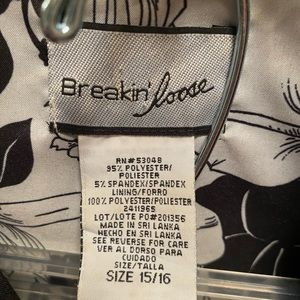 Breakin' loose
RN#53048
95% POLYESTER/
POLIESTER
5% SPANDEX/SPANDEX
LINING/FORRO
100% POLYESTER/POLIESTER
2411965
LOT/LOTE PO#201356
MADE IN SRI LANKA
HECHO EN SRI LANKA
SEE REVERSE FOR CARE
VER AL DORSO PARA
CUIDADO
SIZE/TALLA
SIZE 15/16